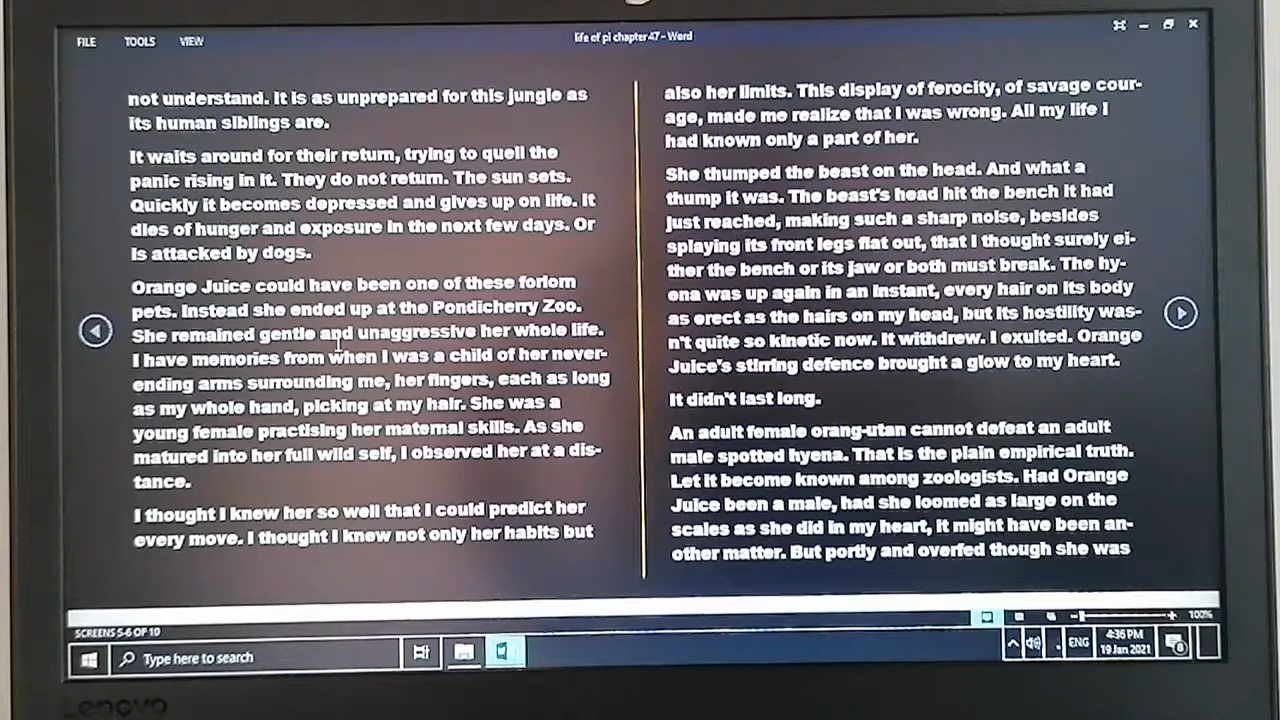 FILE TOOLS VIEW
life of pi chapter 47 - Word
not understand. It is as unprepared for this jungle as
its human siblings are.
It waits around for their return, trying to quell the
panic rising in it. They do not return. The sun sets.
Quickly it becomes depressed and gives up on life. It
dies of hunger and exposure in the next few days. Or
is attacked by dogs.
Orange Juice could have been one of these forlorn
pets. Instead she ended up at the Pondicherry Zoo.
She remained gentle and unaggressive her whole life.
I have memories from when I was a child of her never-
ending arms surrounding me, her fingers, each as long
as my whole hand, picking at my hair. She was a
young female practising her maternal skills. As she
matured into her full wild self, I observed her at a dis-
tance.
I thought I knew her so well that I could predict her
every move. I thought I knew not only her habits but
also her limits. This display of ferocity, of savage cour-
age, made me realize that I was wrong. All my life I
had known only a part of her.
She thumped the beast on the head. And what a
thump it was. The beast's head hit the bench it had
just reached, making such a sharp noise, besides
splaying its front legs flat out, that I thought surely ei-
ther the bench or its jaw or both must break. The hy-
ena was up again in an instant, every hair on its body
as erect as the hairs on my head, but its hostility was-
n't quite so kinetic now. It withdrew. I exulted. Orange
Juice's stirring defence brought a glow to my heart.
It didn't last long.
An adult female orang-utan cannot defeat an adult
male spotted hyena. That is the plain empirical truth.
Let it become known among zoologists. Had Orange
Juice been a male, had she loomed as large on the
scales as she did in my heart, it might have been an-
other matter. But portly and overfed though she was
SCREENS 5-6 OF 10
100%
Type here to search
ENG
4:36 PM
19 Jan 2021
Lenovo